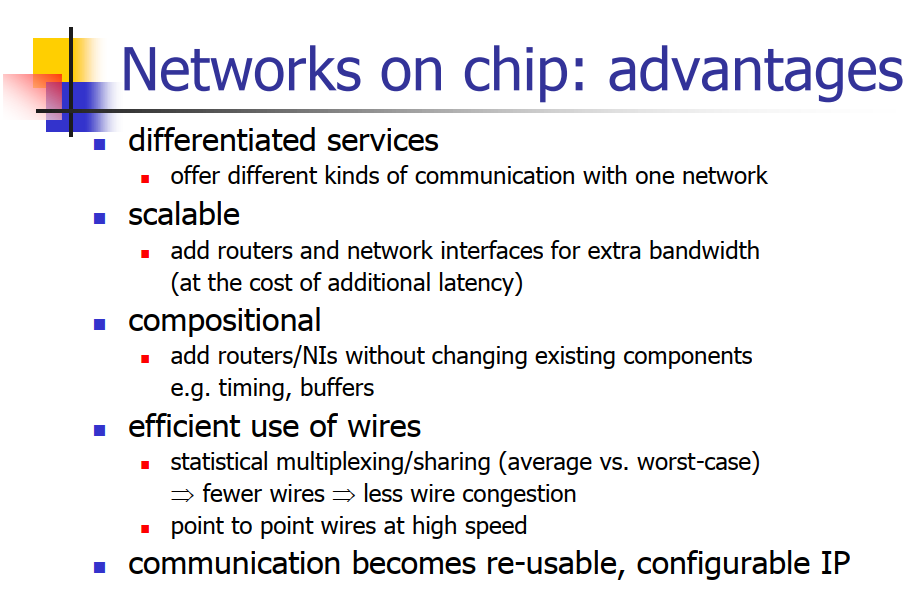 Networks on chip: advantages
differentiated services
offer different kinds of communication with one network
scalable
add routers and network interfaces for extra bandwidth
(at the cost of additional latency)
compositional
add routers/NIs without changing existing components
e.g. timing, buffers
efficient use of wires
statistical multiplexing/sharing (average vs. worst-case)
⇒ fewer wires ⇒ less wire congestion
point to point wires at high speed
communication becomes re-usable, configurable IP